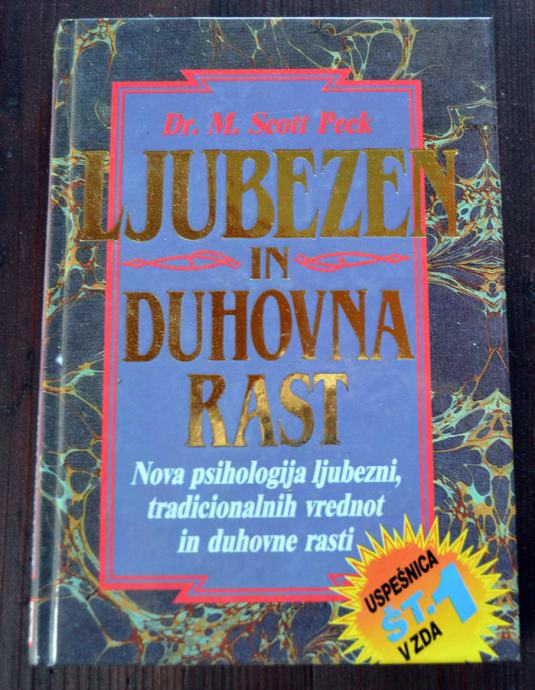 Dr. M. Scott Peck
LJUBEZEN
IN
DUHOVNA
RAST
Nova psihologija ljubezni,
tradicionalnih vrednot
in duhovne rasti
USPEŠNICA
ŠT. 1
V ZDA